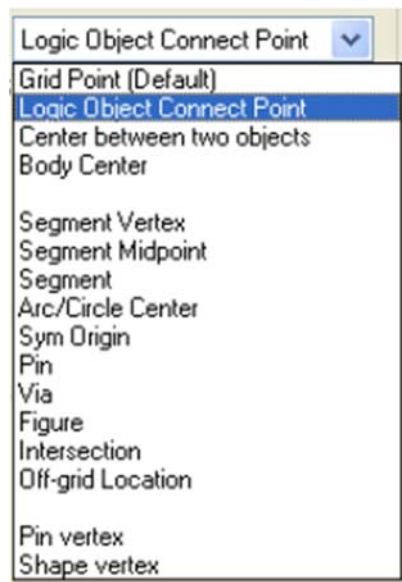 Logic Object Connect Point
Grid Point (Default)
Logic Object Connect Point
Center between two objects
Body Center
Segment Vertex
Segment Midpoint
Segment
Arc/Circle Center
Sym Origin
Pin
Via
Figure
Intersection
Off-grid Location
Pin vertex
Shape vertex